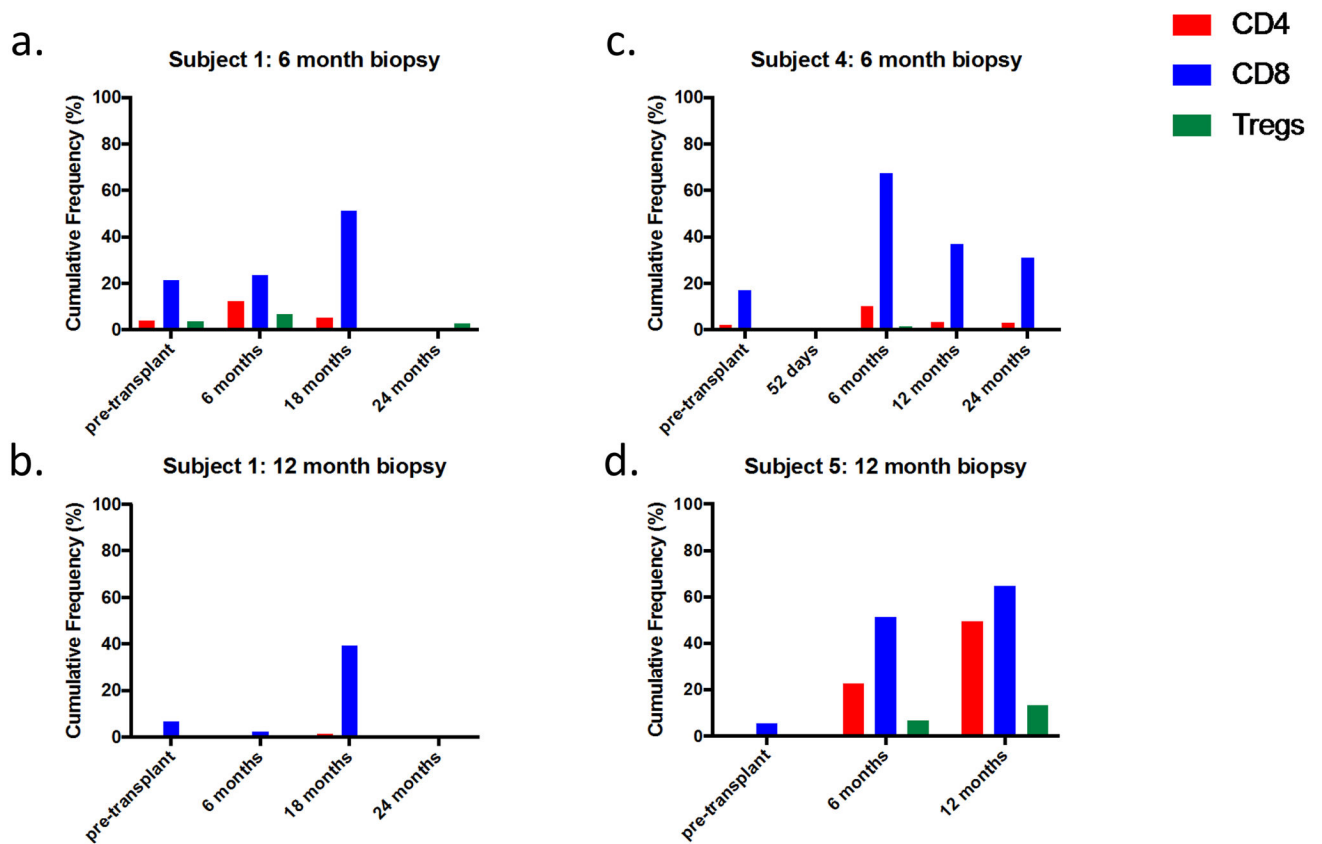 a.
Subject 1: 6 month biopsy
Cumulative Frequency (%)
100
80
60
40
20
0
pre-transplant
6 months
18 months
24 months
c.
Subject 4: 6 month biopsy
Cumulative Frequency (%)
100
80
60
40
20
0
pre-transplant
52 days
6 months
12 months
24 months
CD4
CD8
Tregs
b.
Subject 1: 12 month biopsy
Cumulative Frequency (%)
100
80
60
40
20
0
pre-transplant
6 months
18 months
24 months
d.
Subject 5: 12 month biopsy
Cumulative Frequency (%)
100
80
60
40
20
0
pre-transplant
6 months
12 months